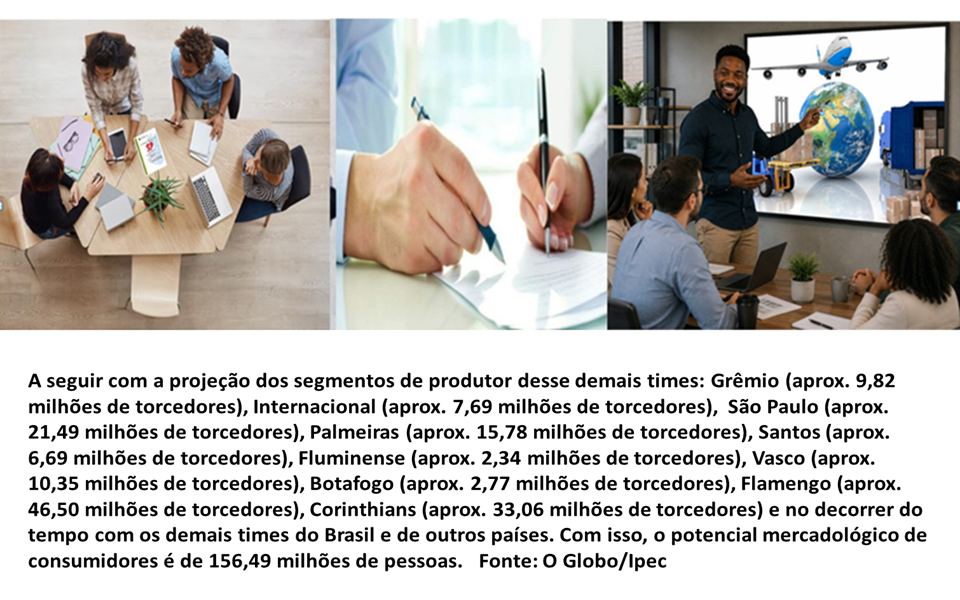 A seguir com a projeção dos segmentos de produtor desse demais times: Grêmio (aprox. 9,82
milhões de torcedores), Internacional (aprox. 7,69 milhões de torcedores), São Paulo (aprox.
21,49 milhões de torcedores), Palmeiras (aprox. 15,78 milhões de torcedores), Santos (aprox.
6,69 milhões de torcedores), Fluminense (aprox. 2,34 milhões de torcedores), Vasco (aprox.
10,35 milhões de torcedores), Botafogo (aprox. 2,77 milhões de torcedores), Flamengo (aprox.
46,50 milhões de torcedores), Corinthians (aprox. 33,06 milhões de torcedores) e no decorrer do
tempo com os demais times do Brasil e de outros países. Com isso, o potencial mercadológico de
consumidores é de 156,49 milhões de pessoas. Fonte: O Globo/Ipec